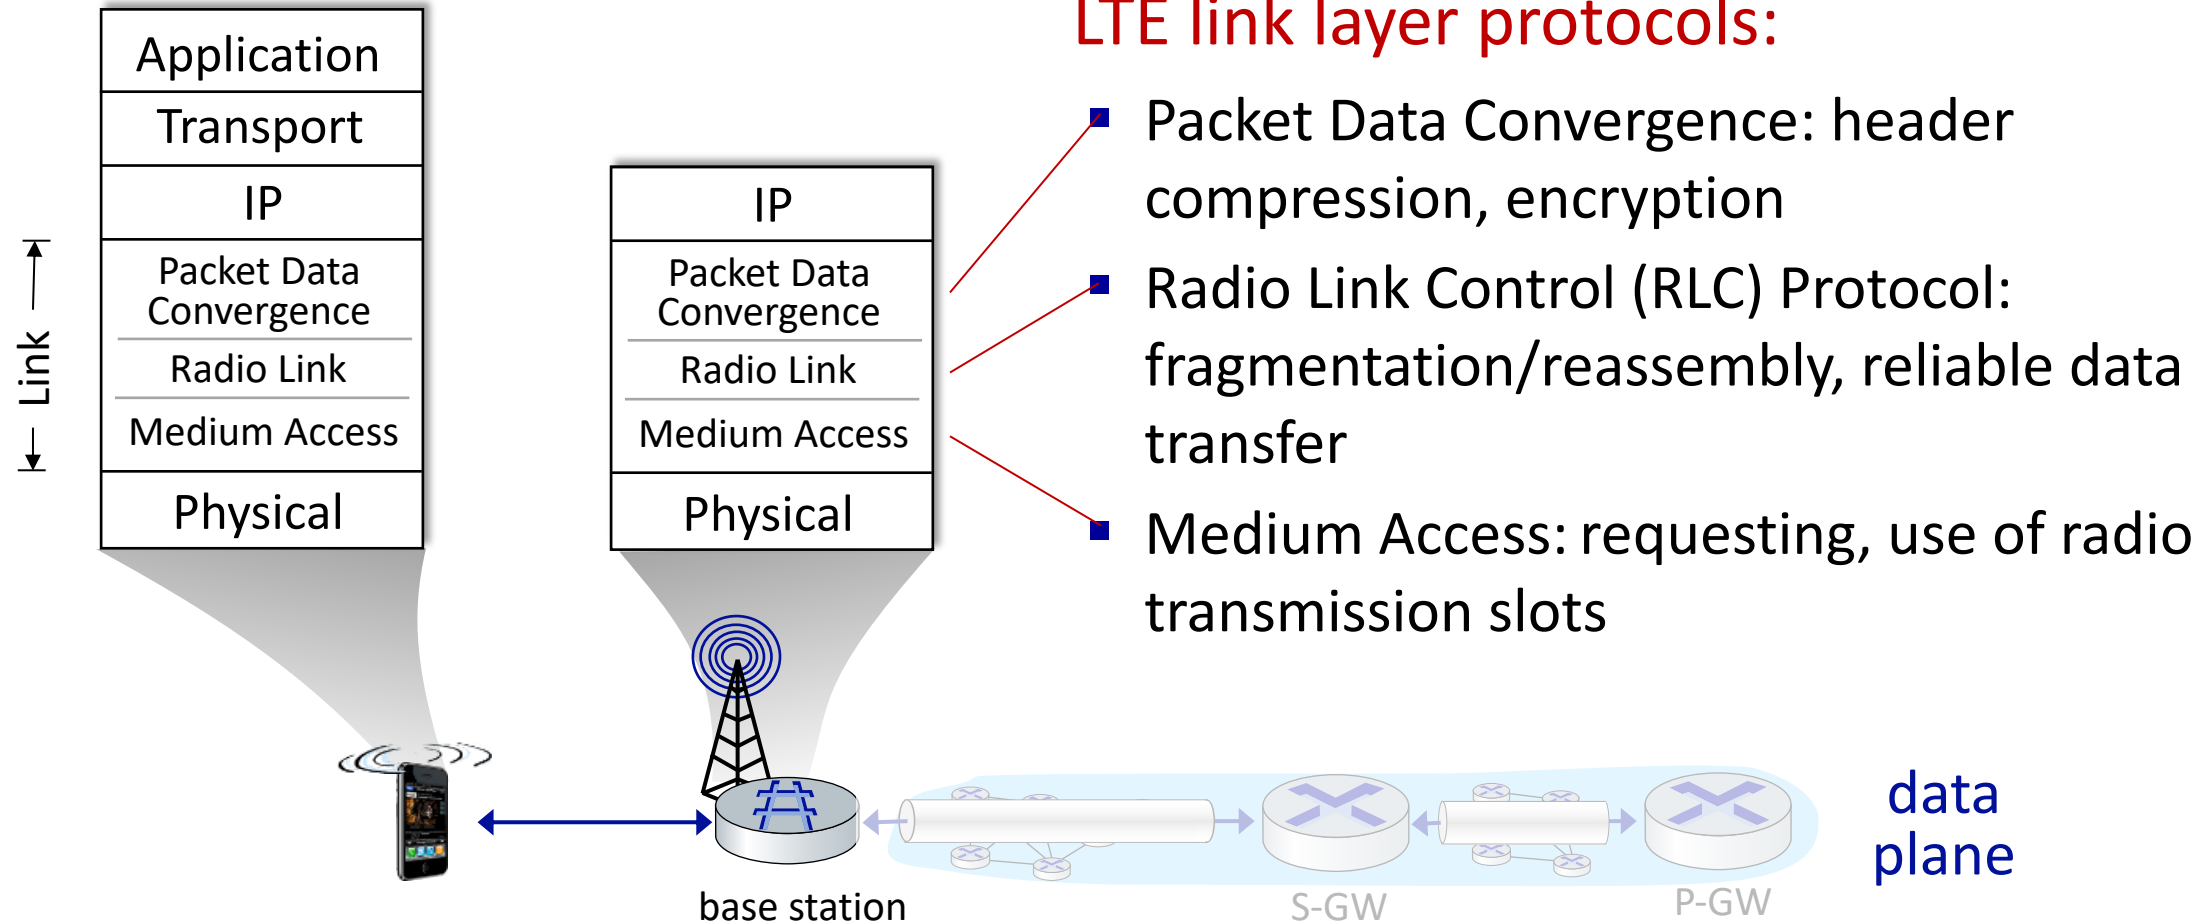 LTE link layer protocols:
Application
Transport
IP
Packet Data
Convergence
Radio Link
Medium Access
Physical
Link
IP
Packet Data
Convergence
Radio Link
Medium Access
Physical
Packet Data Convergence: header
compression, encryption
Radio Link Control (RLC) Protocol:
fragmentation/reassembly, reliable data
transfer
Medium Access: requesting, use of radio
transmission slots
base station
S-GW
P-GW
data
plane